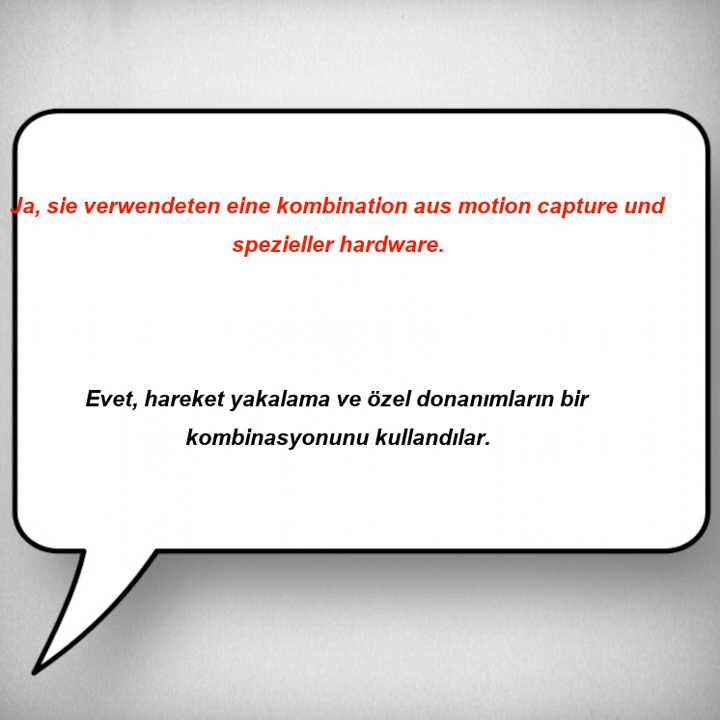 Ja, sie verwendeten eine kombination aus motion capture und
spezieller hardware.
Evet, hareket yakalama ve özel donanımların bir
kombinasyonunu kullandılar.